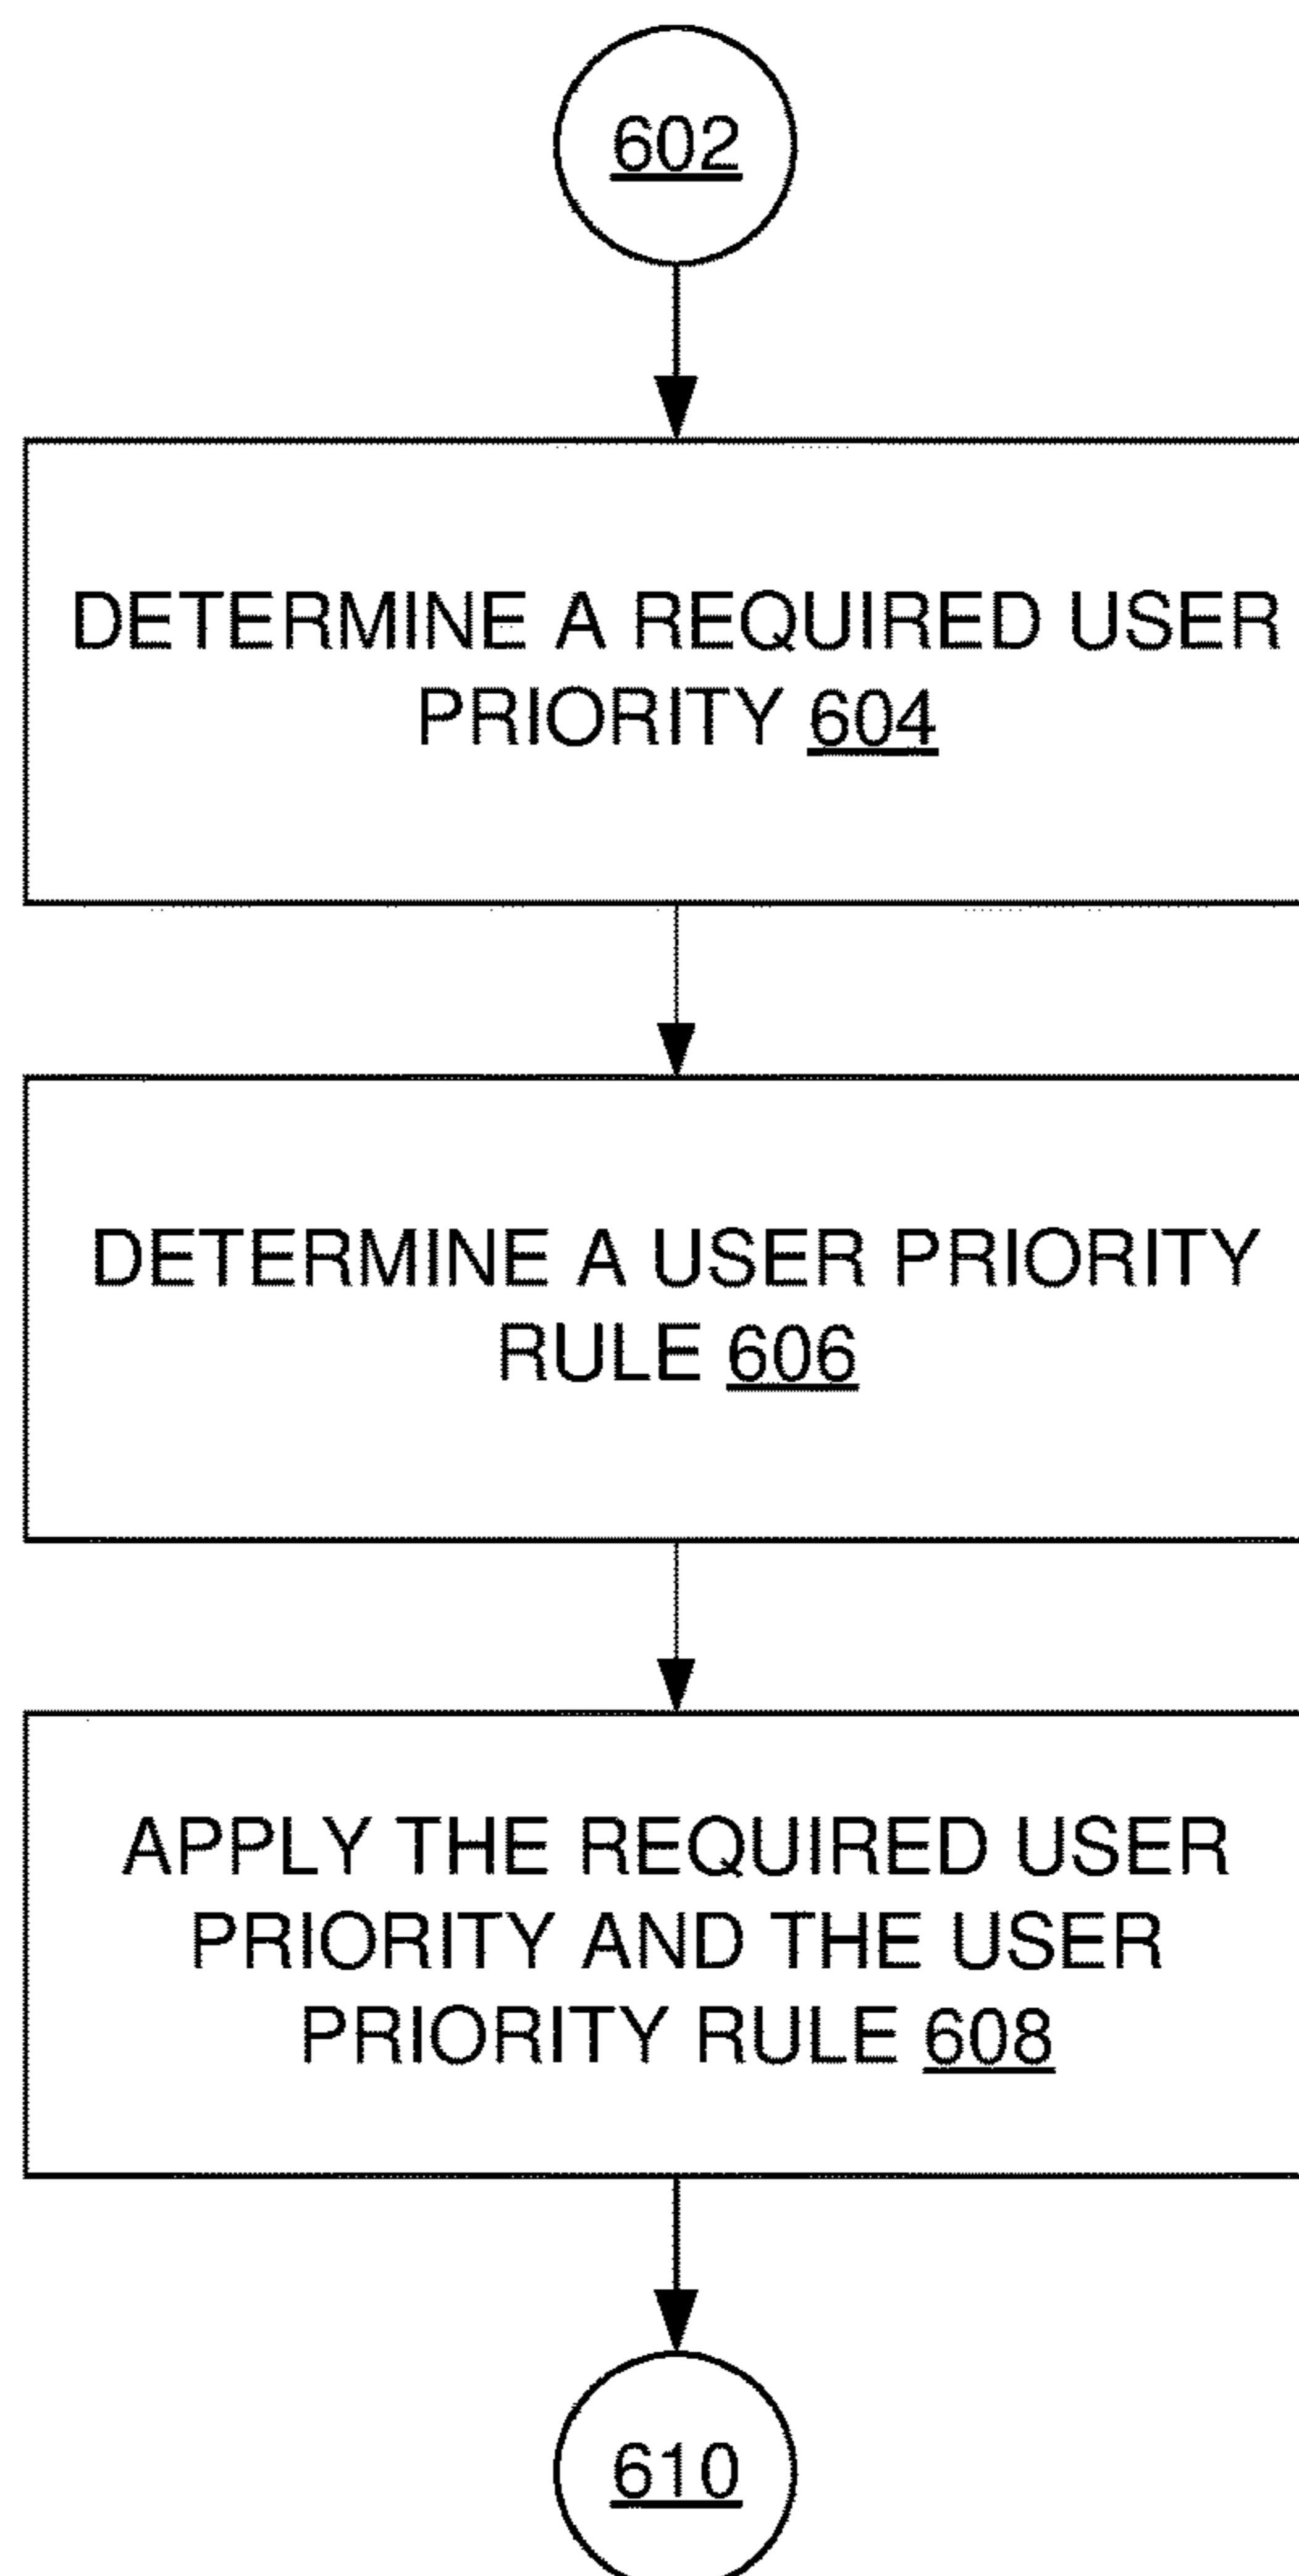 602
DETERMINE A REQUIRED USER
PRIORITY 604
DETERMINE A USER PRIORITY
RULE 606
APPLY THE REQUIRED USER
PRIORITY AND THE USER
PRIORITY RULE 608
610